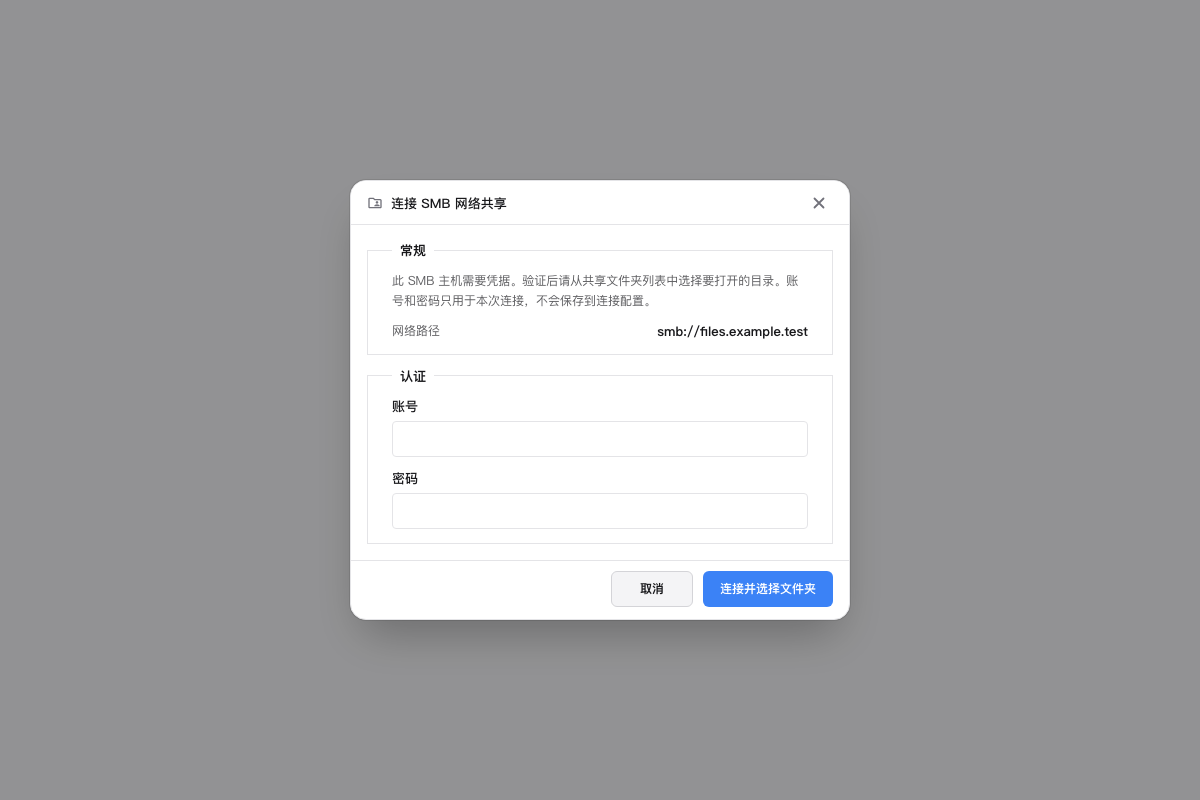 连接 SMB 网络共享
常规
此 SMB 主机需要凭据。验证后请从共享文件夹列表中选择要打开的目录。账
号和密码只用于本次连接，不会保存到连接配置。
网络路径 smb://files.example.test
认证
账号
密码
取消 连接并选择文件夹